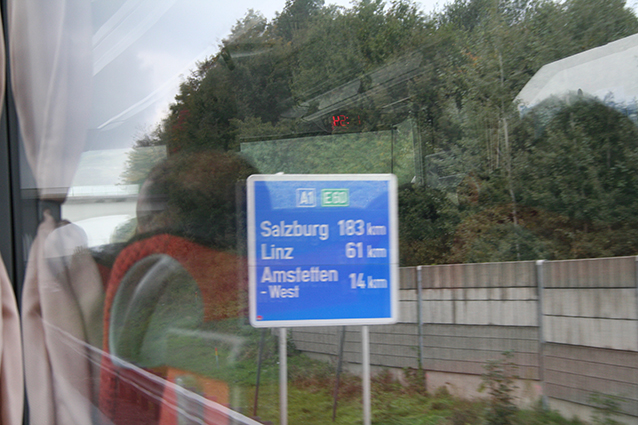 A1 E60
Salzburg 183 km
Linz 61 km
Amstetten
- West 14 km